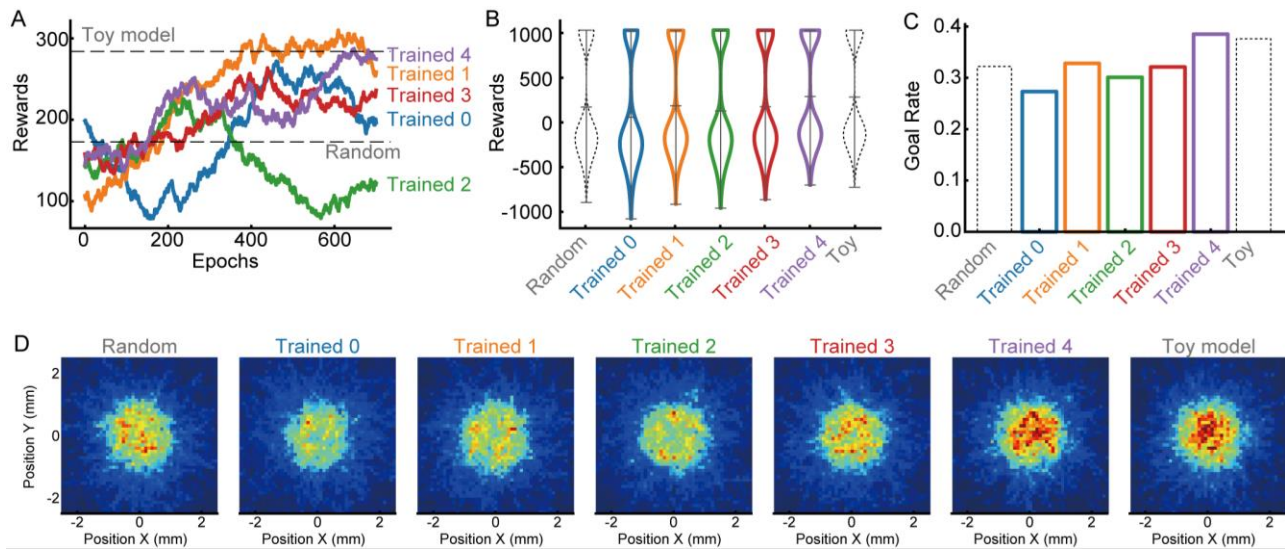 A
Rewards
300
200
100
Toy model
Random
Trained 4
Trained 1
Trained 3
Trained 0
Trained 2
0
200
400
600
Epochs
B
Rewards
1000
500
0
-500
-1000
Random
Trained 0
Trained 1
Trained 2
Trained 3
Trained 4
Toy
C
Goal Rate
0.4
0.3
0.2
0.1
0.0
Random
Trained 0
Trained 1
Trained 2
Trained 3
Trained 4
Toy
D
Random
Trained 0
Trained 1
Trained 2
Trained 3
Trained 4
Toy model
Position Y (mm)
2
0
-2
-2 0 2
-2 0 2
-2 0 2
-2 0 2
-2 0 2
-2 0 2
-2 0 2
Position X (mm)
Position X (mm)
Position X (mm)
Position X (mm)
Position X (mm)
Position X (mm)
Position X (mm)